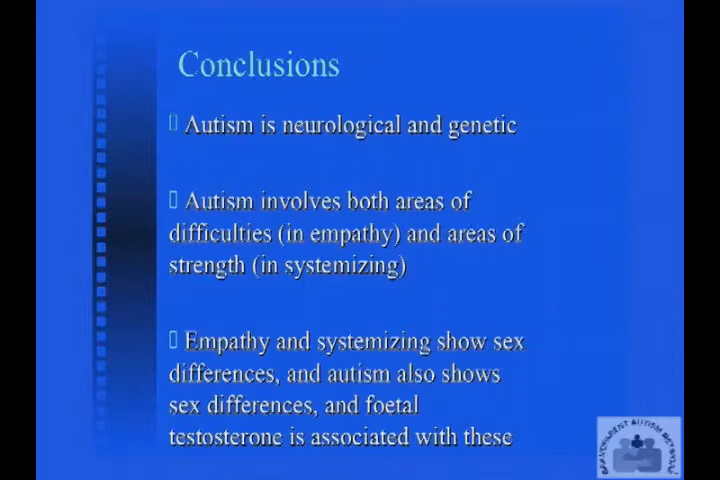 Conclusions
Autism is neurological and genetic
Autism involves both areas of
difficulties (in empathy) and areas of
strength (in systemizing)
Empathy and systemizing show sex
differences, and autism also shows
sex differences, and foetal
testosterone is associated with these
PARENT AUTISM